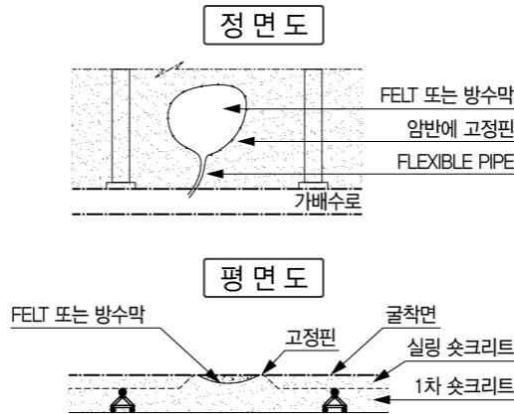 정면도
FELT 또는 방수막
암반에 고정핀
FLEXIBLE PIPE
가배수로
평면도
FELT 또는 방수막
고정핀
굴착면
실링 숏크리트
1차 숏크리트